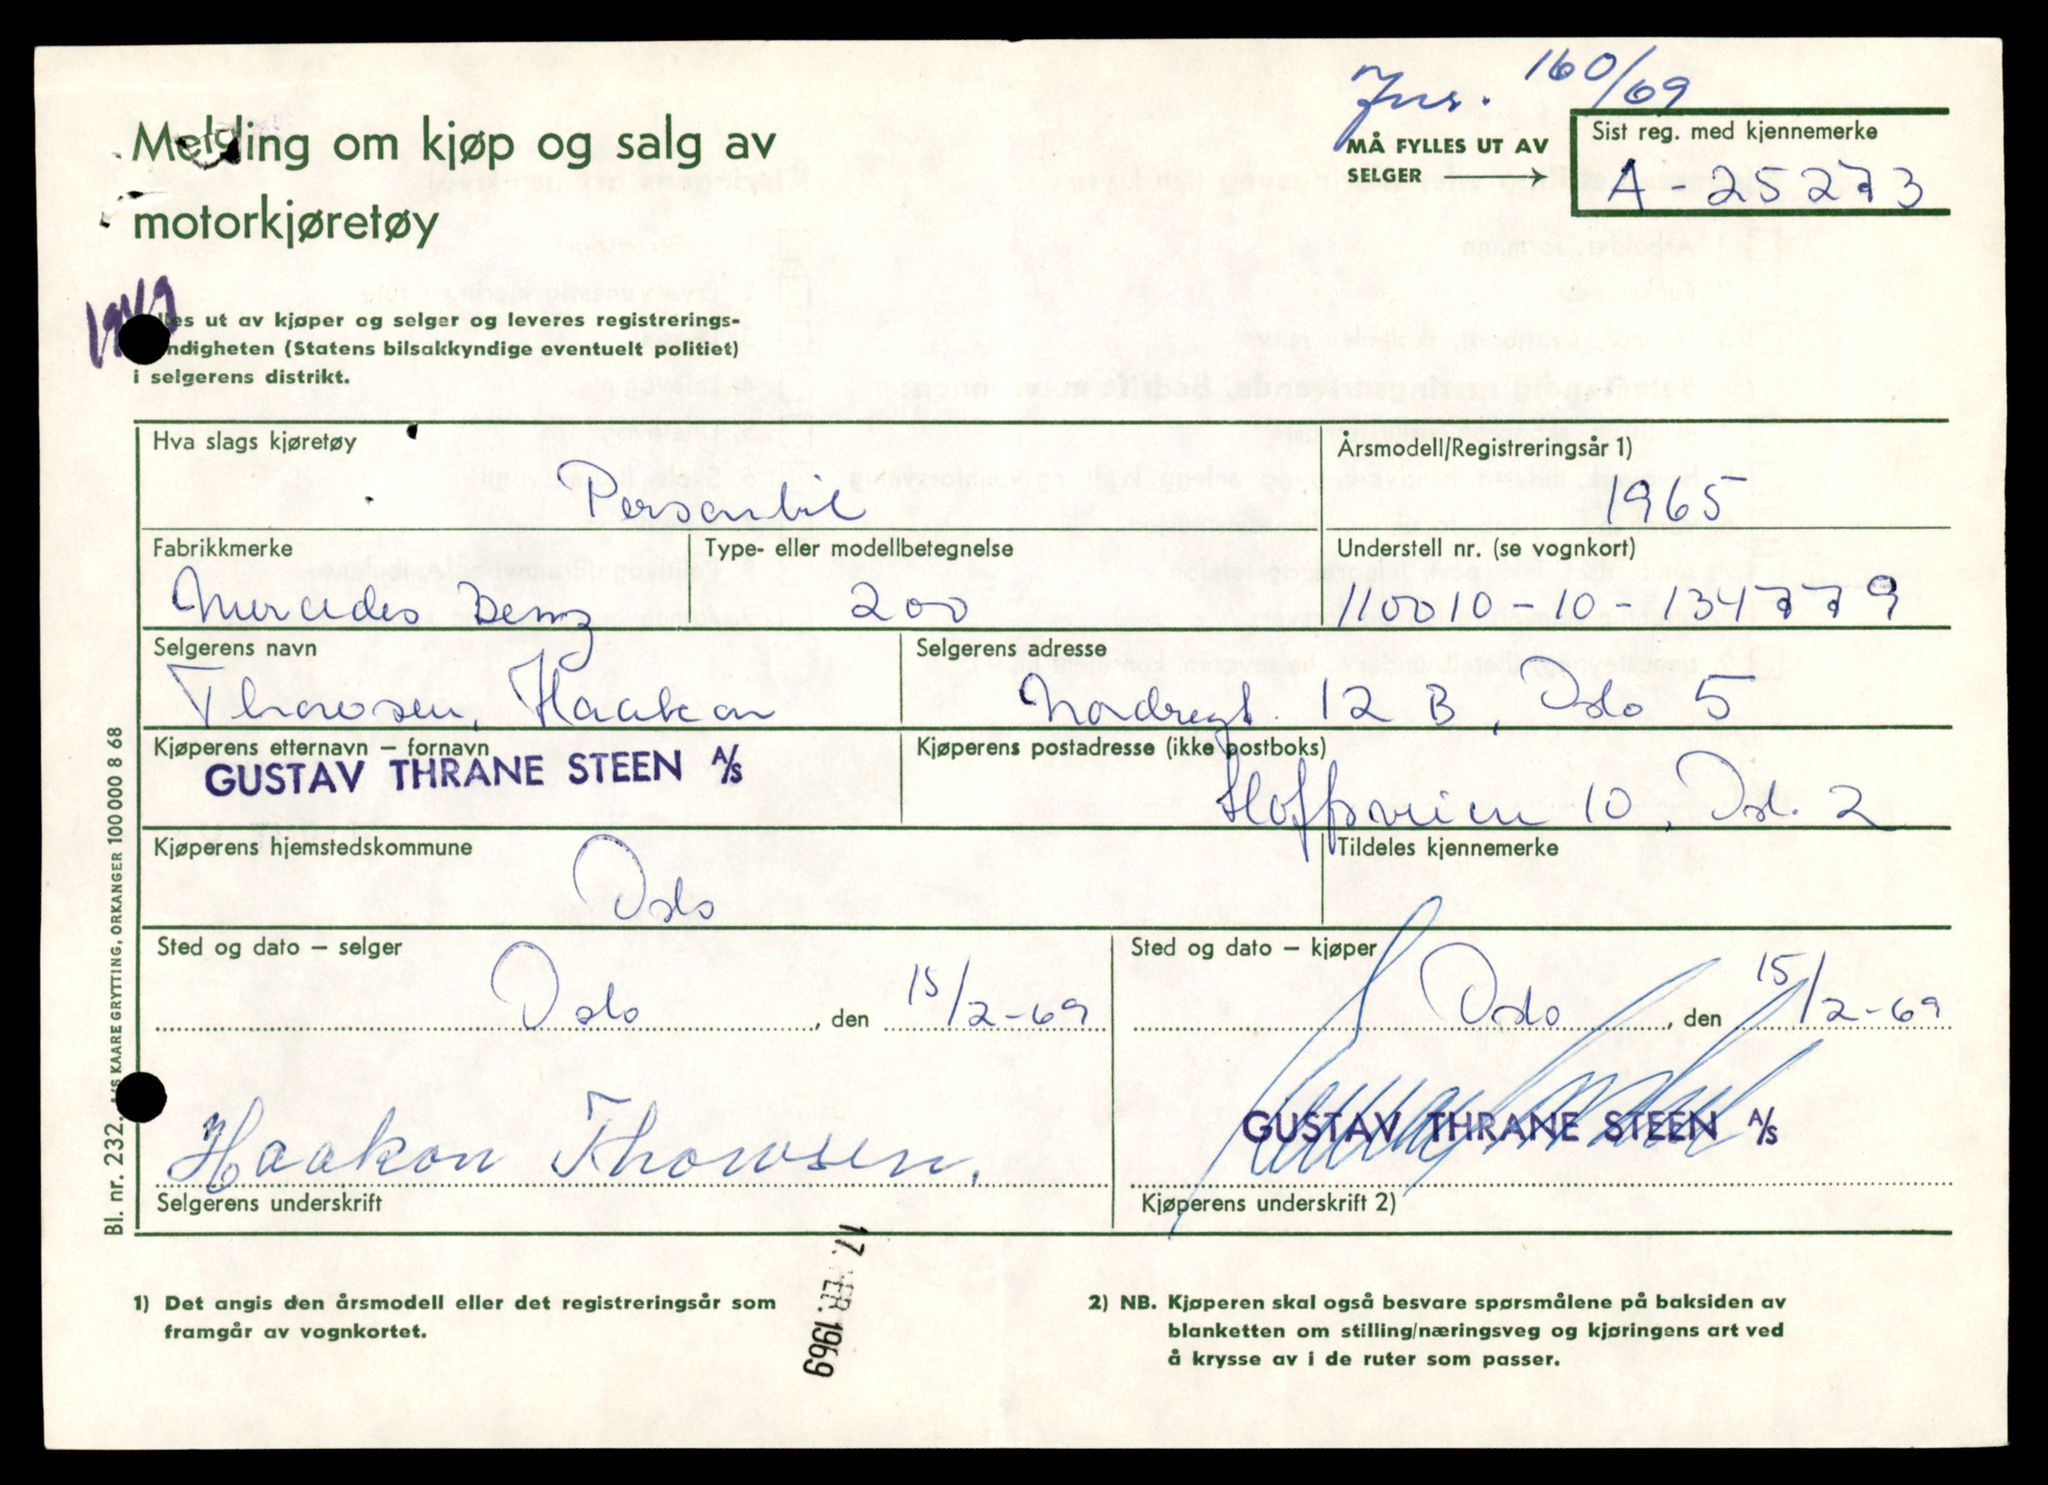 160/69
Melding om kjøp og salg av
motorkjøretøy
MÅ FYLLES UT AV
SELGER
Sist reg. med kjennemerke
A - 25273
ut av kjøper og selger og leveres registrerings-
(Statens bilsakkyndige eventuelt politiet)
i selgerens distrikt.
Hva slags kjøretøy
Personbil
Årsmodell/Registreringsår 1)
1965
Fabrikkmerke
Mercedes Benz
Type- eller modellbetegnelse
200
Understell nr. (se vognkort)
110010-10-134779
Selgerens navn
Thowsen, Haakon
Selgerens adresse
Nordregt. 12 B, Oslo 5
Kjøperens etternavn – fornavn
GUSTAV THRANE STEEN A/S
Kjøperens postadresse (ikke postboks)
Hoffsveien 10, Osl. 2
Kjøperens hjemstedskommune
Oslo
Tildeles kjennemerke
Sted og dato – selger
Oslo, den 15/2-69
Sted og dato – kjøper
Oslo, den 15/2-69
Haakon Thowsen.
Selgerens underskrift
GUSTAV THRANE STEEN A/S
Kjøperens underskrift 2)
17. FEB. 1969
1) Det angis den årsmodell eller det registreringsår som
framgår av vognkortet.
2) NB. Kjøperen skal også besvare spørsmålene på baksiden av
blanketten om stilling/næringsveg og kjøringens art ved
å krysse av i de ruter som passer.
Bl. nr. 232. A/S KAARE GRYTTING, ORKANGER 100 000 8 68